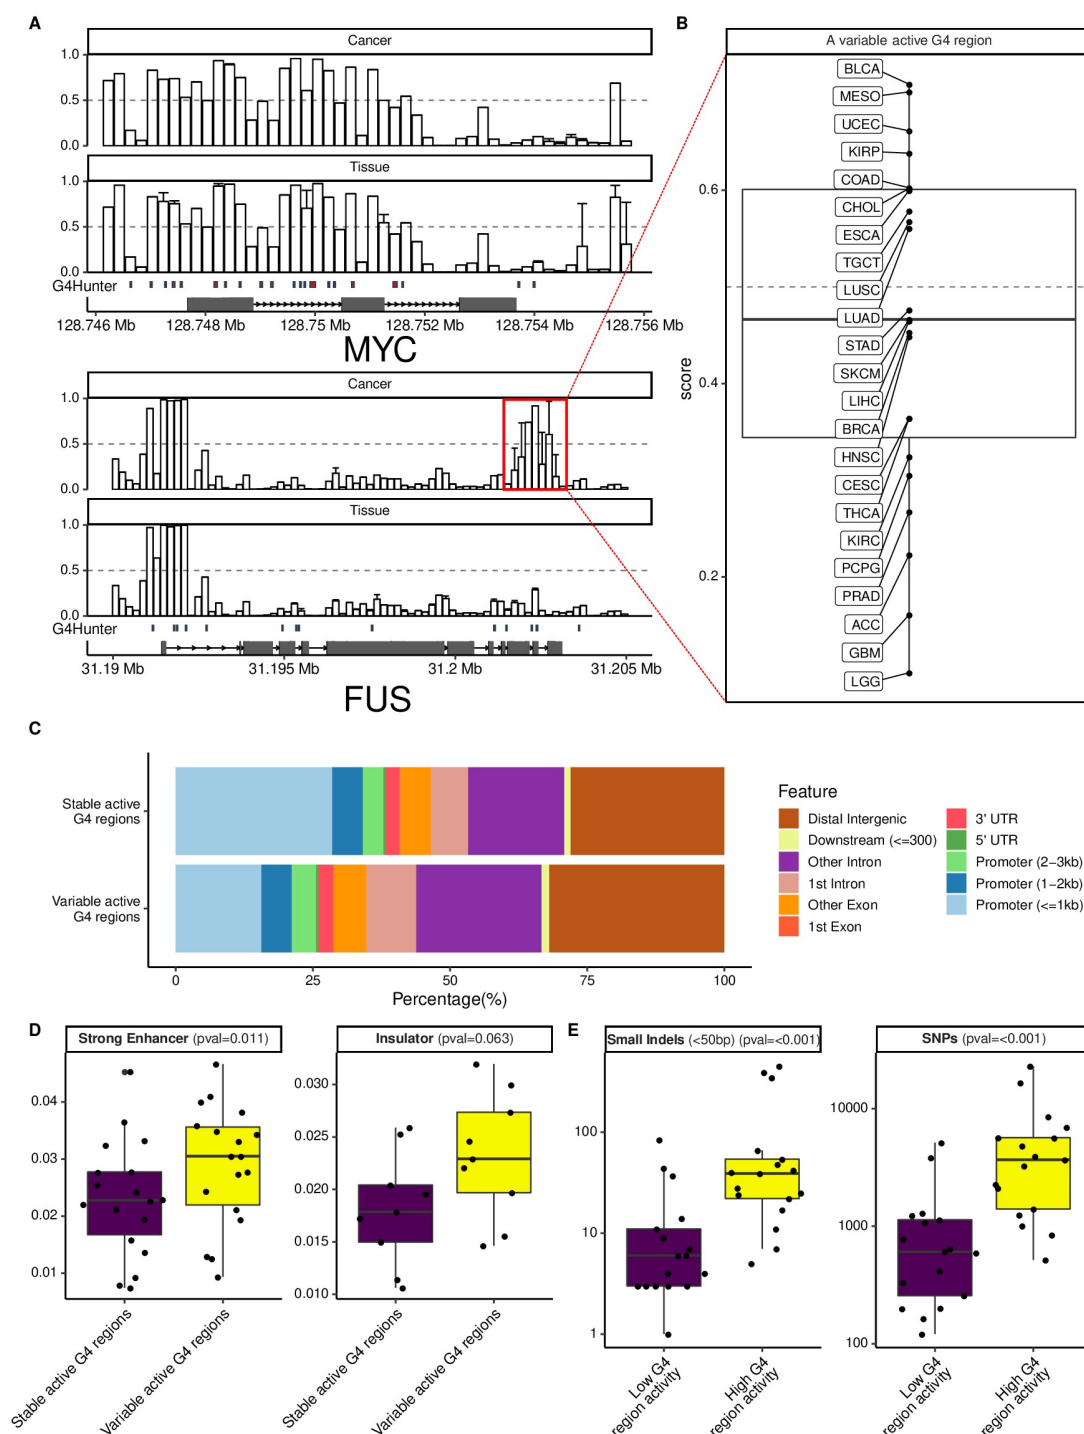 A
Cancer
1.0
0.5
0.0
Tissue
1.0
0.5
0.0
G4Hunter
128.746 Mb
128.748 Mb
128.750 Mb
128.752 Mb
128.754 Mb
128.756 Mb
MYC
Cancer
1.0
0.5
0.0
Tissue
1.0
0.5
0.0
G4Hunter
31.19 Mb
31.195 Mb
31.2 Mb
31.205 Mb
FUS
B
A variable active G4 region
score
0.6
0.4
0.2
BLCA
MESO
UCEC
KIRP
COAD
CHOL
ESCA
TGCT
LUSC
LUAD
STAD
SKCM
LIHC
BRCA
HNSC
CESC
THCA
KIRC
PCPG
PRAD
ACC
GBM
LGG
C
Stable active
G4 regions
Variable active
G4 regions
0
25
50
75
100
Percentage(%)
Feature
Distal Intergenic
Downstream (<=300)
Other Intron
1st Intron
Other Exon
1st Exon
3' UTR
5' UTR
Promoter (2−3kb)
Promoter (1−2kb)
Promoter (<=1kb)
D
Strong Enhancer (pval=0.011)
0.04
0.03
0.02
0.01
Stable active G4 regions
Variable active G4 regions
Insulator (pval=0.063)
0.030
0.025
0.020
0.015
0.010
Stable active G4 regions
Variable active G4 regions
E
Small Indels (<50bp) (pval=<0.001)
100
10
1
Low G4
region activity
High G4
region activity
SNPs (pval=<0.001)
10000
1000
100
Low G4
region activity
High G4
region activity